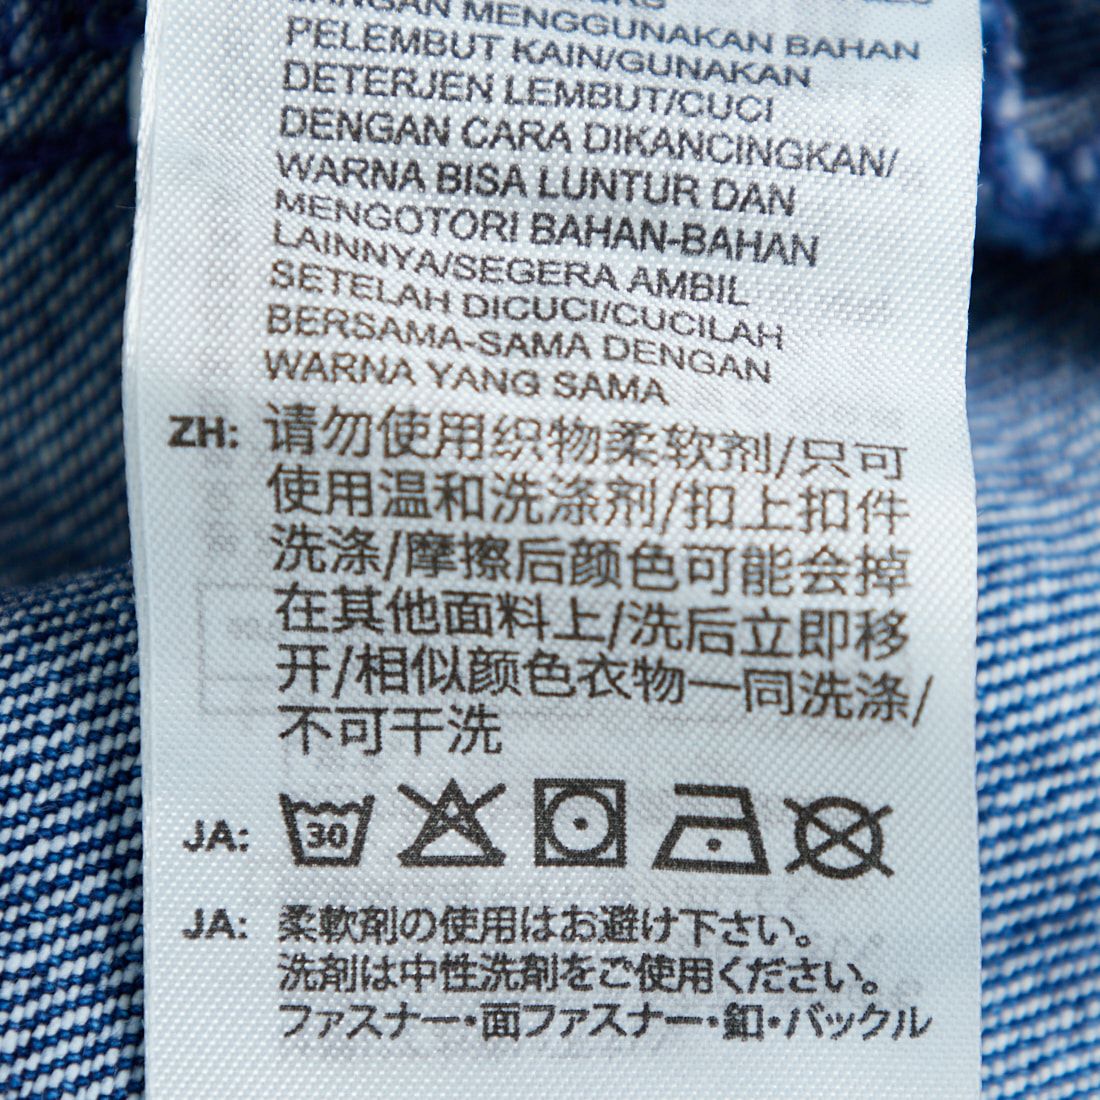 DENGAN MENGGUNAKAN BAHAN
PELEMBUT KAIN/GUNAKAN
DETERJEN LEMBUT/CUCI
DENGAN CARA DIKANCINGKAN/
WARNA BISA LUNTUR DAN
MENGOTORI BAHAN-BAHAN
LAINNYA/SEGERA AMBIL
SETELAH DICUCI/CUCILAH
BERSAMA-SAMA DENGAN
WARNA YANG SAMA
ZH: 请勿使用织物柔软剂/只可
使用温和洗涤剂/扣上扣件
洗涤/摩擦后颜色可能会掉
在其他面料上/洗后立即移
开/相似颜色衣物一同洗涤/
不可干洗
JA: 30
JA: 柔軟剤の使用はお避け下さい。
洗剤は中性洗剤をご使用ください。
ファスナー・面ファスナー・釦・バックル